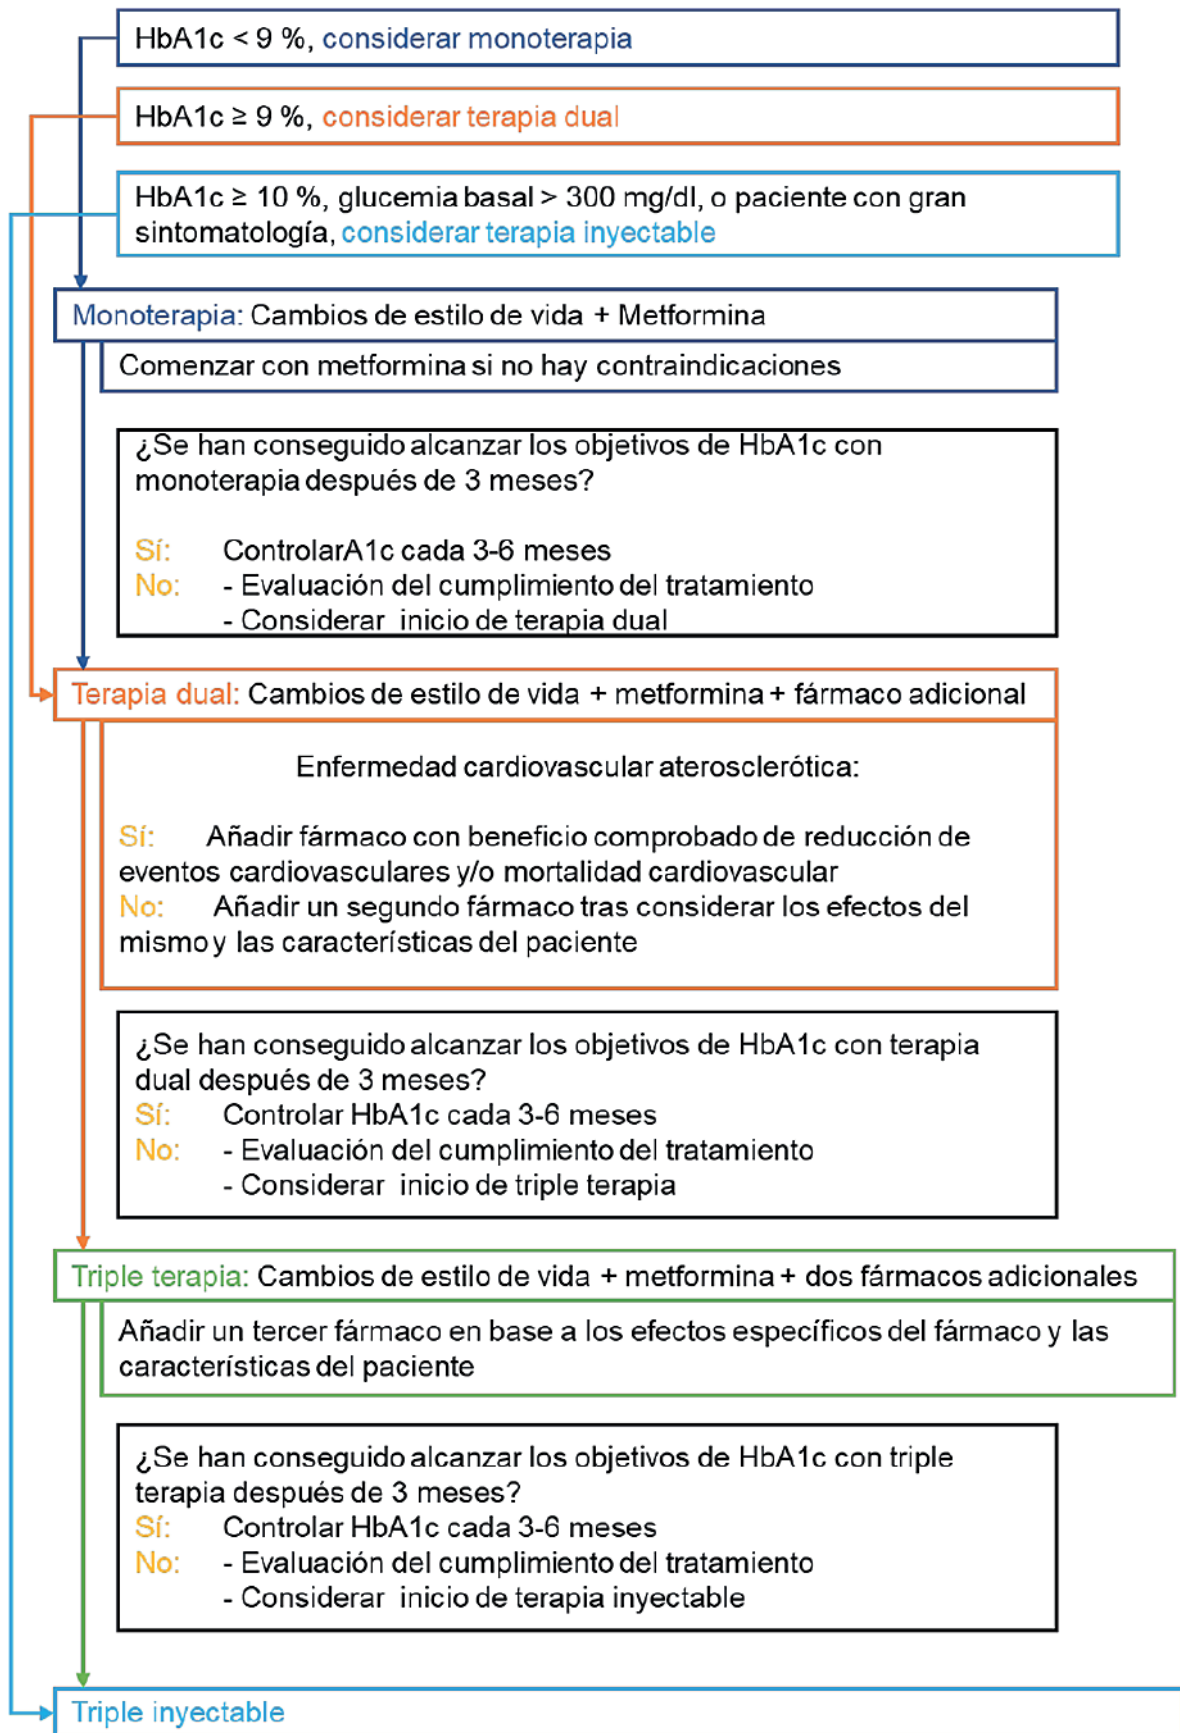 HbA1c < 9 %, considerar monoterapia
HbA1c ≥ 9 %, considerar terapia dual
HbA1c ≥ 10 %, glucemia basal > 300 mg/dl, o paciente con gran
sintomatología, considerar terapia inyectable
Monoterapia: Cambios de estilo de vida + Metformina
Comenzar con metformina si no hay contraindicaciones
¿Se han conseguido alcanzar los objetivos de HbA1c con
monoterapia después de 3 meses?
Sí: ControlarA1c cada 3-6 meses
No: - Evaluación del cumplimiento del tratamiento
- Considerar inicio de terapia dual
Terapia dual: Cambios de estilo de vida + metformina + fármaco adicional
Enfermedad cardiovascular aterosclerótica:
Sí: Añadir fármaco con beneficio comprobado de reducción de
eventos cardiovasculares y/o mortalidad cardiovascular
No: Añadir un segundo fármaco tras considerar los efectos del
mismo y las características del paciente
¿Se han conseguido alcanzar los objetivos de HbA1c con terapia
dual después de 3 meses?
Sí: Controlar HbA1c cada 3-6 meses
No: - Evaluación del cumplimiento del tratamiento
- Considerar inicio de triple terapia
Triple terapia: Cambios de estilo de vida + metformina + dos fármacos adicionales
Añadir un tercer fármaco en base a los efectos específicos del fármaco y las
características del paciente
¿Se han conseguido alcanzar los objetivos de HbA1c con triple
terapia después de 3 meses?
Sí: Controlar HbA1c cada 3-6 meses
No: - Evaluación del cumplimiento del tratamiento
- Considerar inicio de terapia inyectable
Triple inyectable